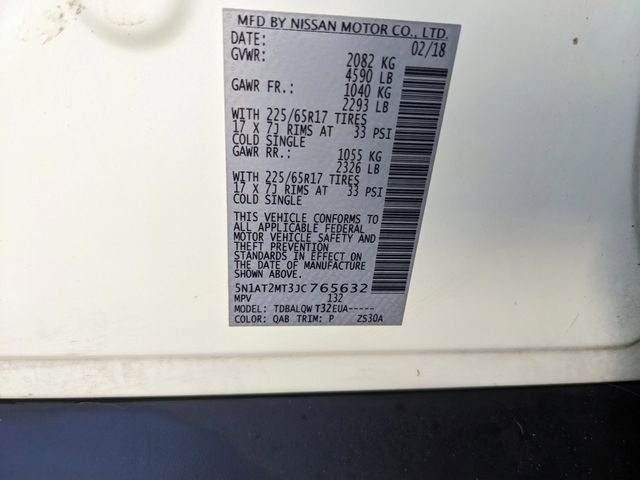 MFD BY NISSAN MOTOR CO., LTD.
DATE: 02/18
GVWR: 2082 KG
4590 LB
GAWR FR.: 1040 KG
2293 LB
WITH 225/65R17 TIRES
17 X 7J RIMS AT 33 PSI
COLD SINGLE
GAWR RR.: 1055 KG
2326 LB
WITH 225/65R17 TIRES
17 X 7J RIMS AT 33 PSI
COLD SINGLE
THIS VEHICLE CONFORMS TO
ALL APPLICABLE FEDERAL
MOTOR VEHICLE SAFETY AND
THEFT PREVENTION
STANDARDS IN EFFECT ON
THE DATE OF MANUFACTURE
SHOWN ABOVE.
5N1AT2MT3JC765632
MPV 132
MODEL: TDBALQWT32EUA-----
COLOR: QAB TRIM: P ZS30A